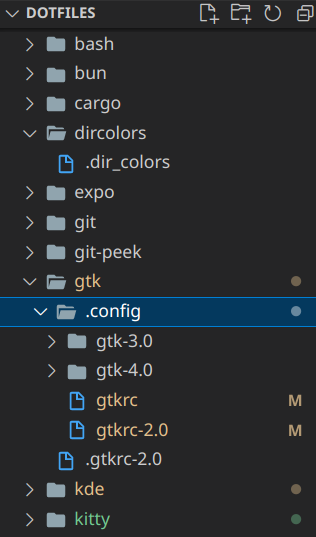 DOTFILES
bash
bun
cargo
dircolors
.dir_colors
expo
git
git-peek
gtk
.config
gtk-3.0
gtk-4.0
gtkrc M
gtkrc-2.0 M
.gtkrc-2.0
kde
kitty